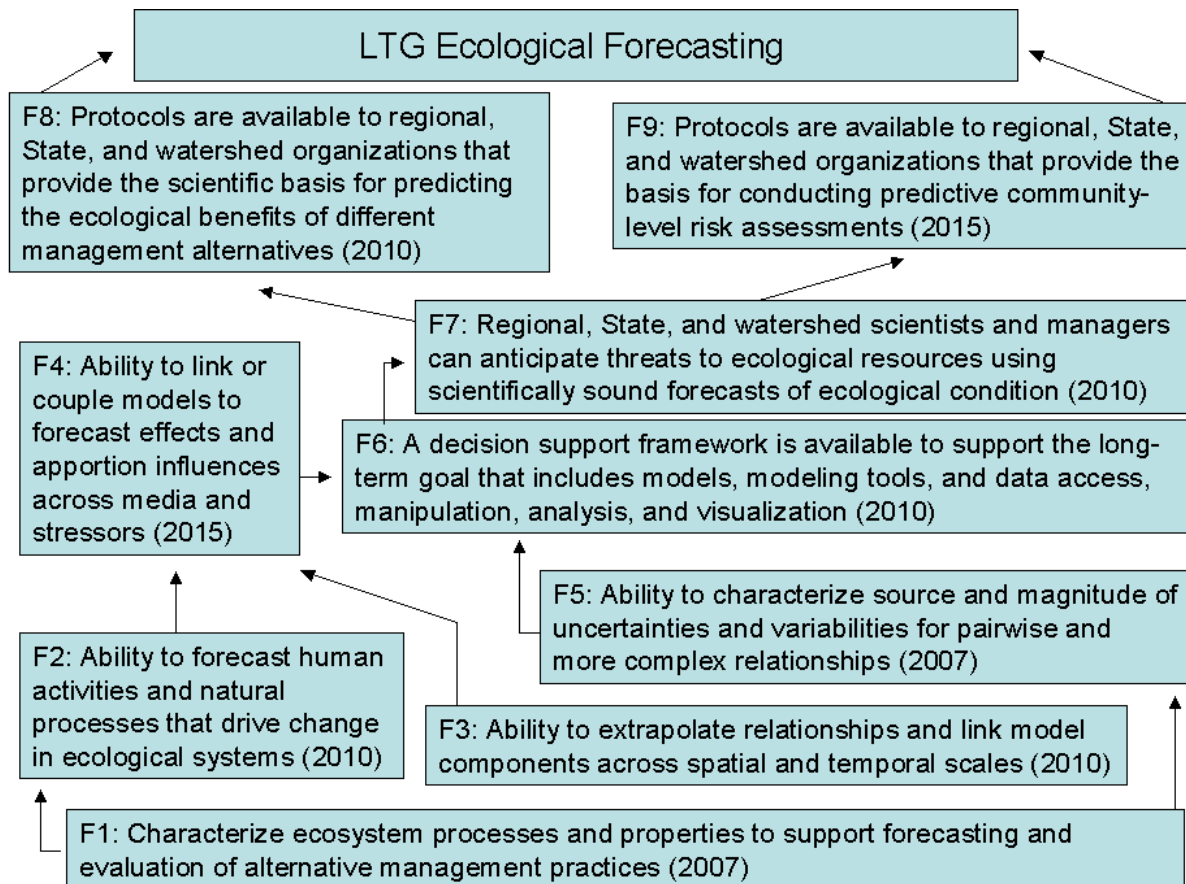 LTG Ecological Forecasting
F8: Protocols are available to regional,
State, and watershed organizations that
provide the scientific basis for predicting
the ecological benefits of different
management alternatives (2010)
F9: Protocols are available to regional, State,
and watershed organizations that provide the
basis for conducting predictive community-
level risk assessments (2015)
F7: Regional, State, and watershed scientists and managers
can anticipate threats to ecological resources using
scientifically sound forecasts of ecological condition (2010)
F4: Ability to link or
couple models to
forecast effects and
apportion influences
across media and
stressors (2015)
F6: A decision support framework is available to support the long-
term goal that includes models, modeling tools, and data access,
manipulation, analysis, and visualization (2010)
F5: Ability to characterize source and magnitude of
uncertainties and variabilities for pairwise and
more complex relationships (2007)
F2: Ability to forecast human
activities and natural
processes that drive change
in ecological systems (2010)
F3: Ability to extrapolate relationships and link model
components across spatial and temporal scales (2010)
F1: Characterize ecosystem processes and properties to support forecasting and
evaluation of alternative management practices (2007)